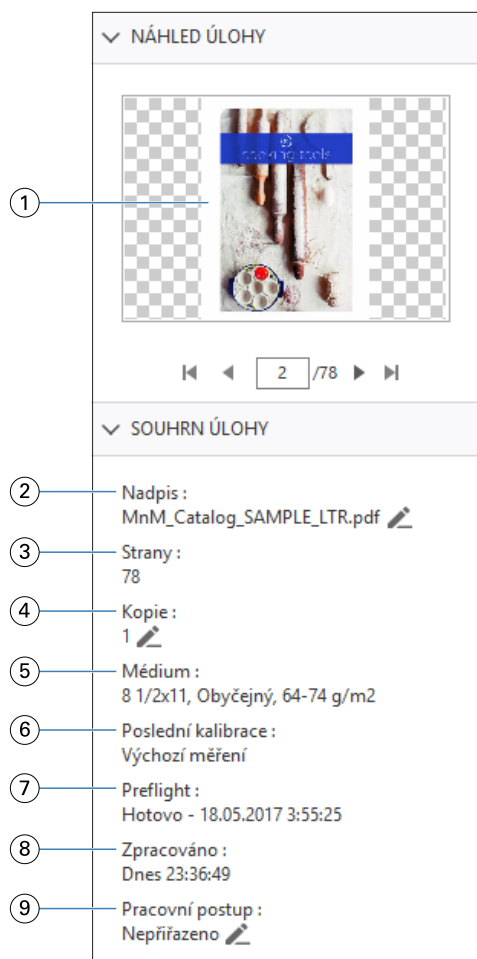 NÁHLED ÚLOHY
cooking tools
1
2 /78
SOUHRN ÚLOHY
2 Nadpis :
MnM_Catalog_SAMPLE_LTR.pdf
3 Strany :
78
4 Kopie :
1
5 Médium :
8 1/2x11, Obyčejný, 64-74 g/m2
6 Poslední kalibrace :
Výchozí měření
7 Preflight :
Hotovo - 18.05.2017 3:55:25
8 Zpracováno :
Dnes 23:36:49
9 Pracovní postup :
Nepřiřazeno